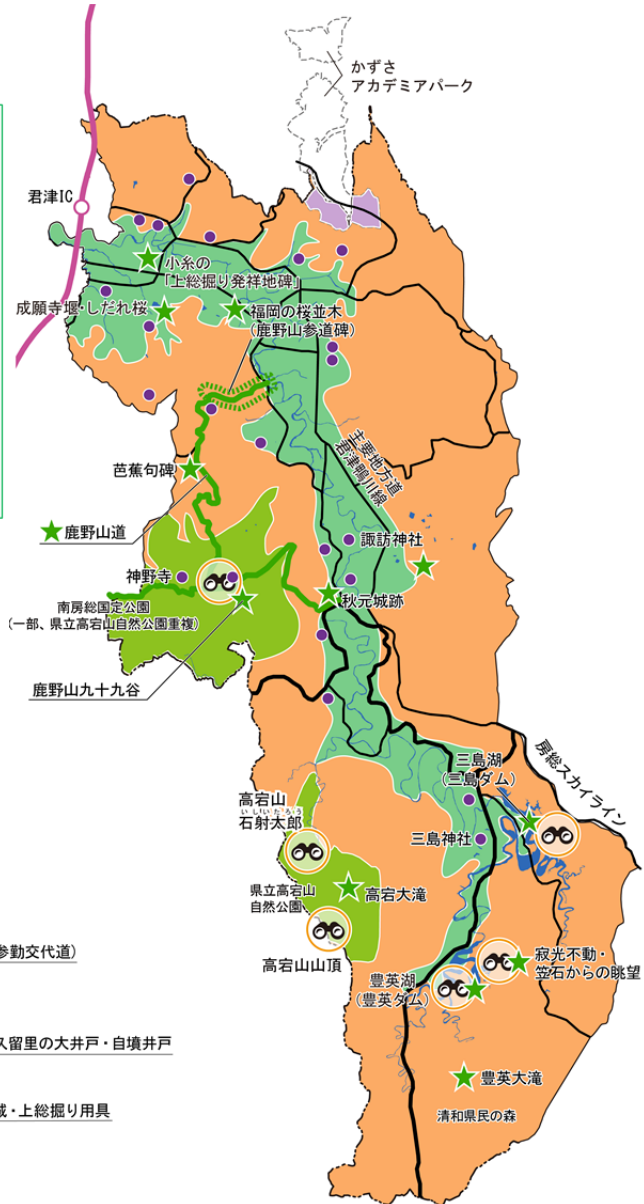 かずさ
アカデミアパーク
君津IC
小糸の
「上総掘り発祥地碑」
成願寺堰・しだれ桜
福岡の桜並木
(鹿野山参道碑)
主要地方道
君津鴨川線
芭蕉句碑
鹿野山道
諏訪神社
神野寺
秋元城跡
南房総国定公園
(一部、県立高宕山自然公園重複)
鹿野山九十九谷
三島湖
(三島ダム)
房総スカイライン
高宕山
いしいたろう
石射太郎
三島神社
県立高宕山
自然公園
高宕大滝
参勤交代道)
高宕山山頂
寂光不動・
笠石からの眺望
豊英湖
(豊英ダム)
久留里の大井戸・自墳井戸
豊英大滝
城・上総掘り用具
清和県民の森